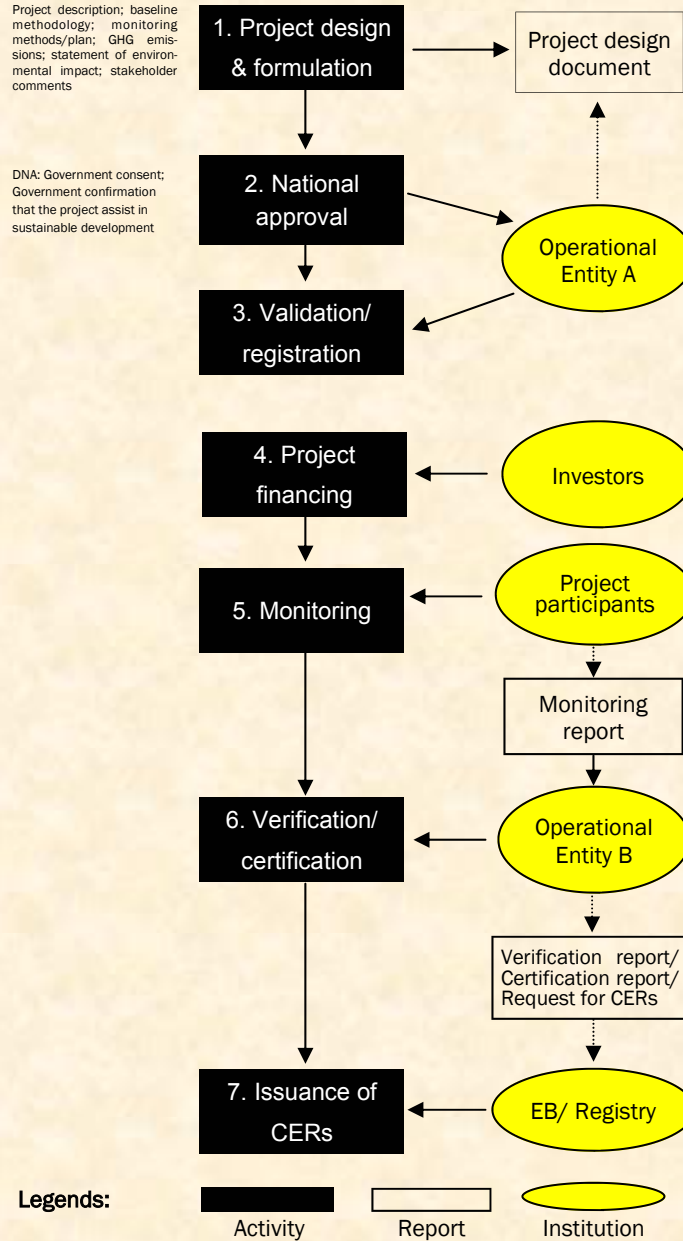 Project description; baseline
methodology; monitoring
methods/plan; GHG emis-
sions; statement of environ-
mental impact; stakeholder
comments
1. Project design
& formulation
Project design
document
DNA: Government consent;
Government confirmation
that the project assist in
sustainable development
2. National
approval
Operational
Entity A
3. Validation/
registration
4. Project
financing
Investors
5. Monitoring
Project
participants
Monitoring
report
6. Verification/
certification
Operational
Entity B
Verification report/
Certification report/
Request for CERs
7. Issuance of
CERs
EB/ Registry
Legends:
Activity
Report
Institution